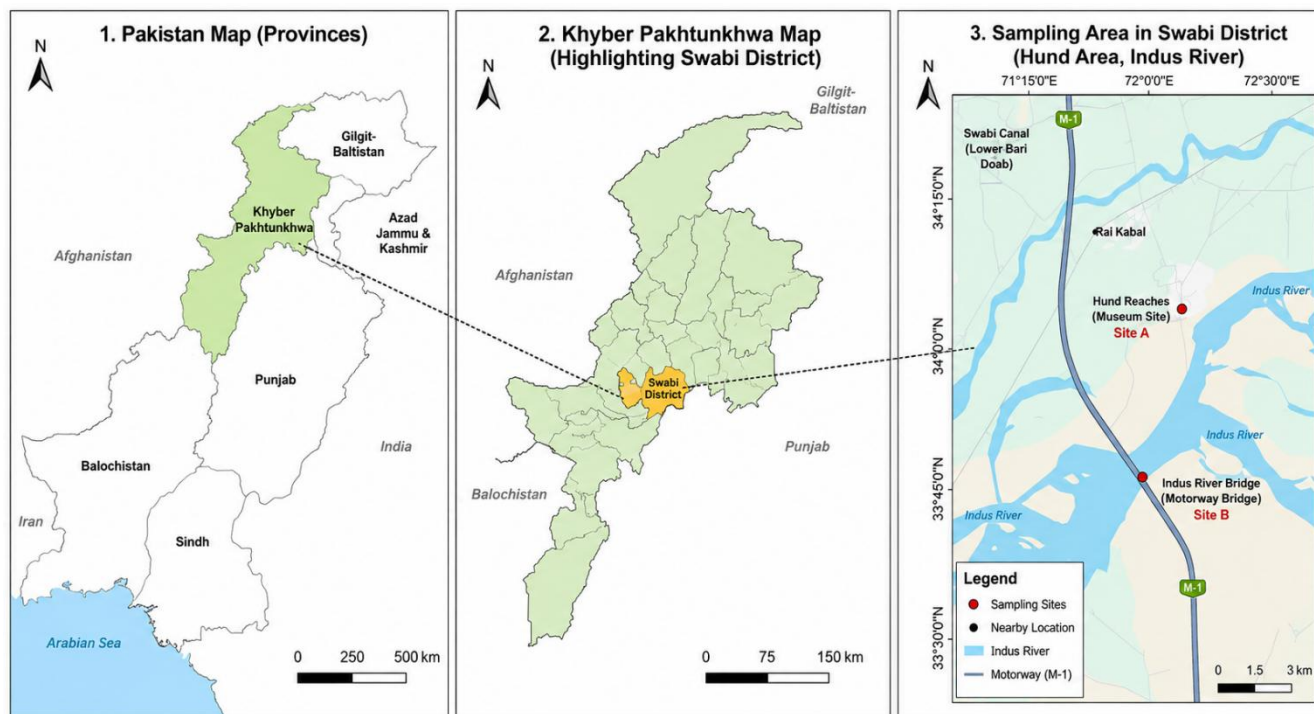 1. Pakistan Map (Provinces)
N
Gilgit-
Baltistan
Khyber
Pakhtunkhwa
Azad
Jammu &
Kashmir
Afghanistan
Punjab
India
Balochistan
Iran
Sindh
Arabian Sea
0 250 500 km
2. Khyber Pakhtunkhwa Map
(Highlighting Swabi District)
N
Gilgit-
Baltistan
Afghanistan
Swabi
District
Punjab
Balochistan
0 75 150 km
3. Sampling Area in Swabi District
(Hund Area, Indus River)
N
71°15'0"E 72°0'0"E 72°30'0"E
M-1
Swabi Canal
(Lower Bari
Doab)
34°15'0"N
Rai Kabal
Indus River
Hund Reaches
(Museum Site)
Site A
34°0'0"N
Indus River
33°45'0"N
Indus River Bridge
(Motorway Bridge)
Site B
Indus River
Indus River
Legend
Sampling Sites
Nearby Location
Indus River
Motorway (M-1)
M-1
33°30'0"N
0 1.5 3 km